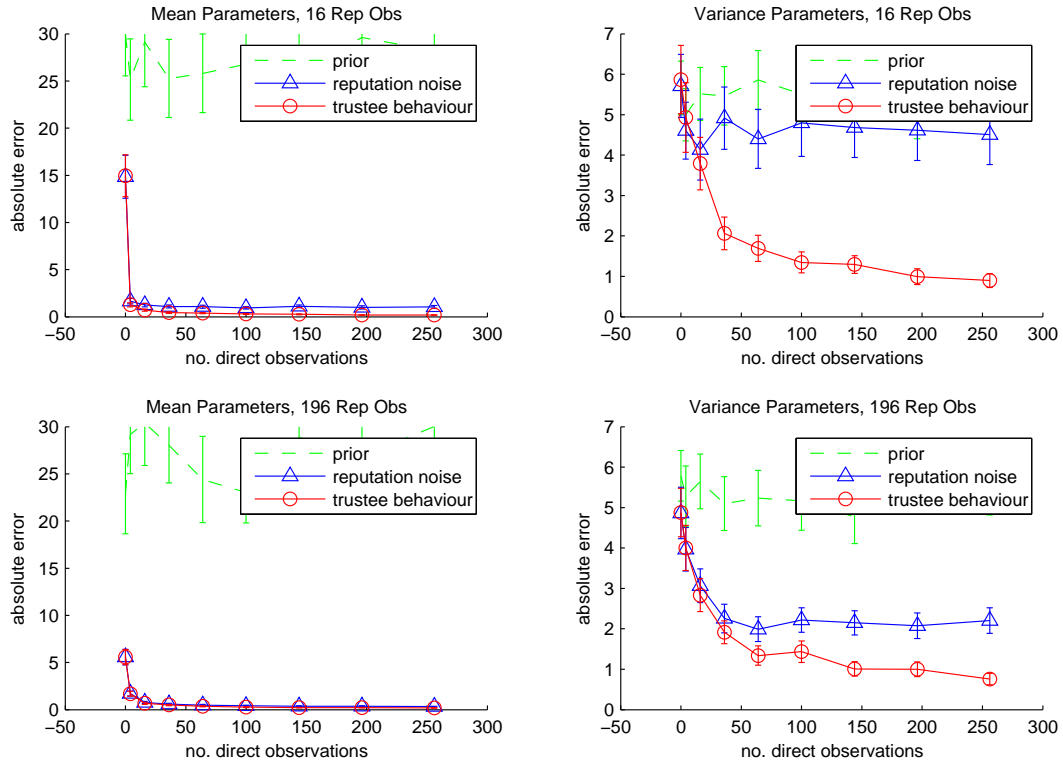 Mean Parameters, 16 Rep Obs
30
25
20
15
10
5
0
−50 0 50 100 150 200 250 300
absolute error
no. direct observations
prior
reputation noise
trustee behaviour
Variance Parameters, 16 Rep Obs
7
6
5
4
3
2
1
0
−50 0 50 100 150 200 250 300
absolute error
no. direct observations
prior
reputation noise
trustee behaviour
Mean Parameters, 196 Rep Obs
30
25
20
15
10
5
0
−50 0 50 100 150 200 250 300
absolute error
no. direct observations
prior
reputation noise
trustee behaviour
Variance Parameters, 196 Rep Obs
7
6
5
4
3
2
1
0
−50 0 50 100 150 200 250 300
absolute error
no. direct observations
prior
reputation noise
trustee behaviour